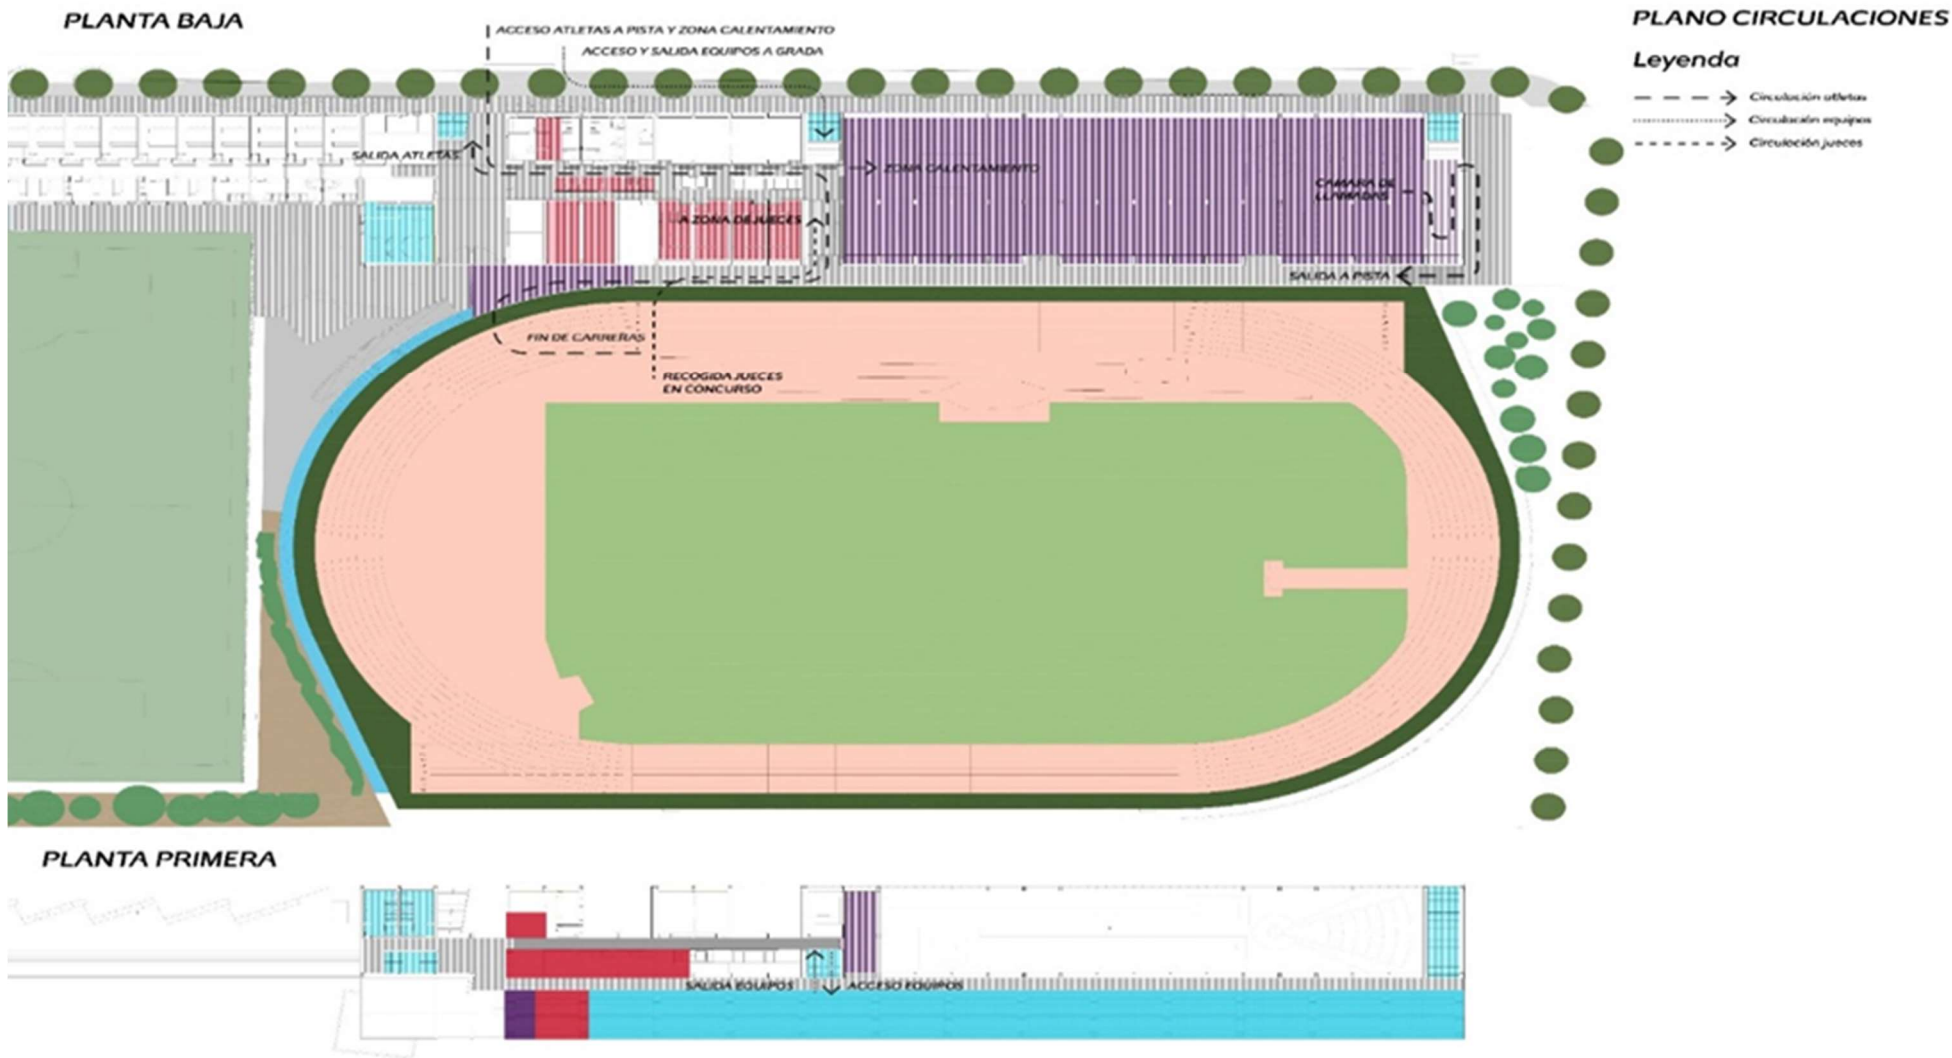 PLANTA BAJA
ACCESO ATLETAS A PISTA Y ZONA CALENTAMIENTO
ACCESO Y SALIDA EQUIPOS A GRADA
PLANO CIRCULACIONES
Leyenda
Circulación atletas
Circulación equipos
Circulación jueces
SALIDA ATLETAS
ZONA CALENTAMIENTO
CAMARA DE
LLAMADAS
A ZONA DE JUECES
SALIDA A PISTA
FIN DE CARRERAS
RECOGIDA JUECES
EN CONCURSO
PLANTA PRIMERA
SALIDA EQUIPOS
ACCESO EQUIPOS